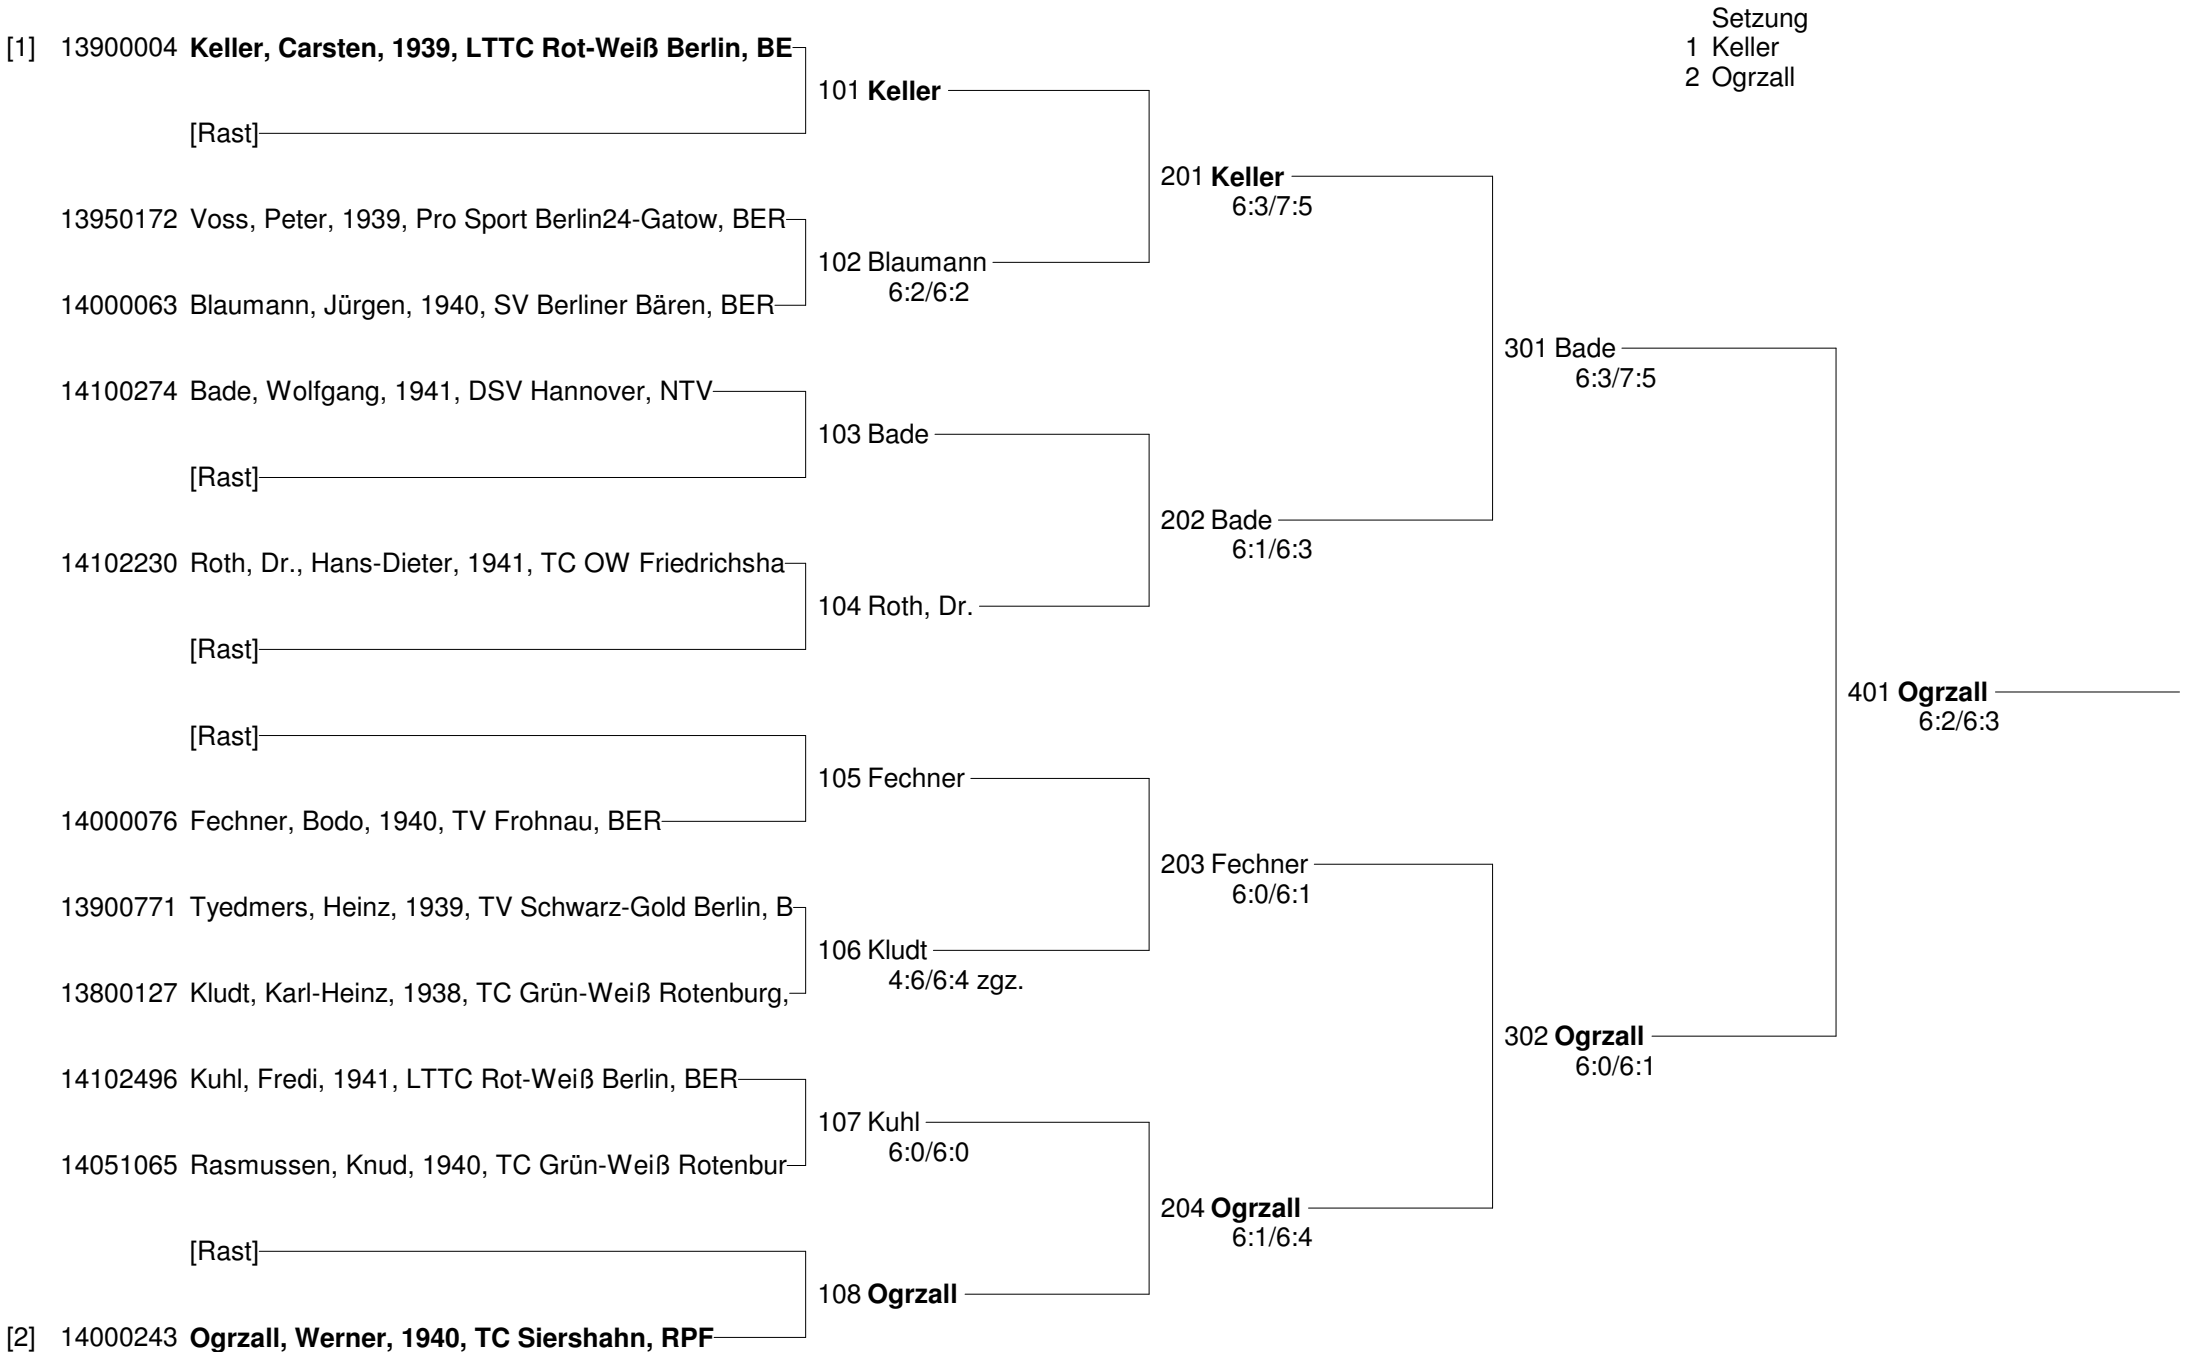 Setzung
1 Keller
2 Ogrzall
[1] 13900004 Keller, Carsten, 1939, LTTC Rot-Weiß Berlin, BE
101 Keller
[Rast]
201 Keller
6:3/7:5
13950172 Voss, Peter, 1939, Pro Sport Berlin24-Gatow, BER
102 Blaumann
6:2/6:2
14000063 Blaumann, Jürgen, 1940, SV Berliner Bären, BER
301 Bade
6:3/7:5
14100274 Bade, Wolfgang, 1941, DSV Hannover, NTV
103 Bade
[Rast]
202 Bade
6:1/6:3
14102230 Roth, Dr., Hans-Dieter, 1941, TC OW Friedrichsha
104 Roth, Dr.
[Rast]
401 Ogrzall
6:2/6:3
[Rast]
105 Fechner
14000076 Fechner, Bodo, 1940, TV Frohnau, BER
203 Fechner
6:0/6:1
13900771 Tyedmers, Heinz, 1939, TV Schwarz-Gold Berlin, B
106 Kludt
4:6/6:4 zgz.
13800127 Kludt, Karl-Heinz, 1938, TC Grün-Weiß Rotenburg,
302 Ogrzall
6:0/6:1
14102496 Kuhl, Fredi, 1941, LTTC Rot-Weiß Berlin, BER
107 Kuhl
6:0/6:0
14051065 Rasmussen, Knud, 1940, TC Grün-Weiß Rotenbur
204 Ogrzall
6:1/6:4
[Rast]
108 Ogrzall
[2] 14000243 Ogrzall, Werner, 1940, TC Siershahn, RPF